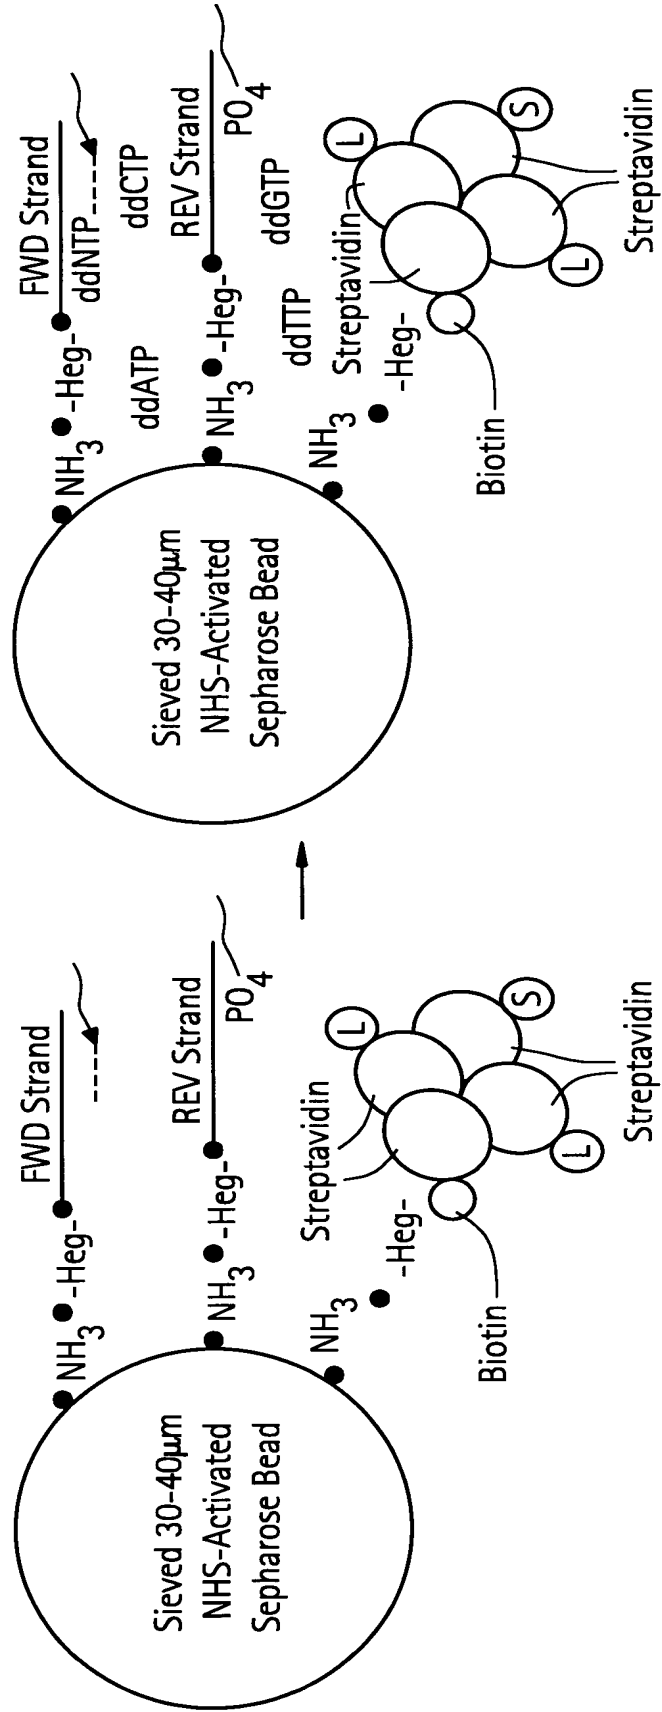 Sieved 30-40µm
NHS-Activated
Sepharose Bead
NH3
-Heg-
FWD Strand
NH3
-Heg-
REV Strand
PO4
NH3
-Heg-
Biotin
Streptavidin
L
L
S
Streptavidin
Sieved 30-40µm
NHS-Activated
Sepharose Bead
NH3
-Heg-
FWD Strand
ddNTP
ddATP
ddCTP
NH3
-Heg-
REV Strand
PO4
ddTTP
ddGTP
NH3
-Heg-
Biotin
Streptavidin
L
L
S
Streptavidin